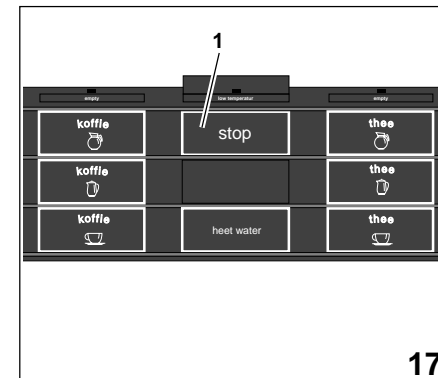 1
empty low temperatur empty
koffie stop thee
koffie thee
koffie heet water thee
17